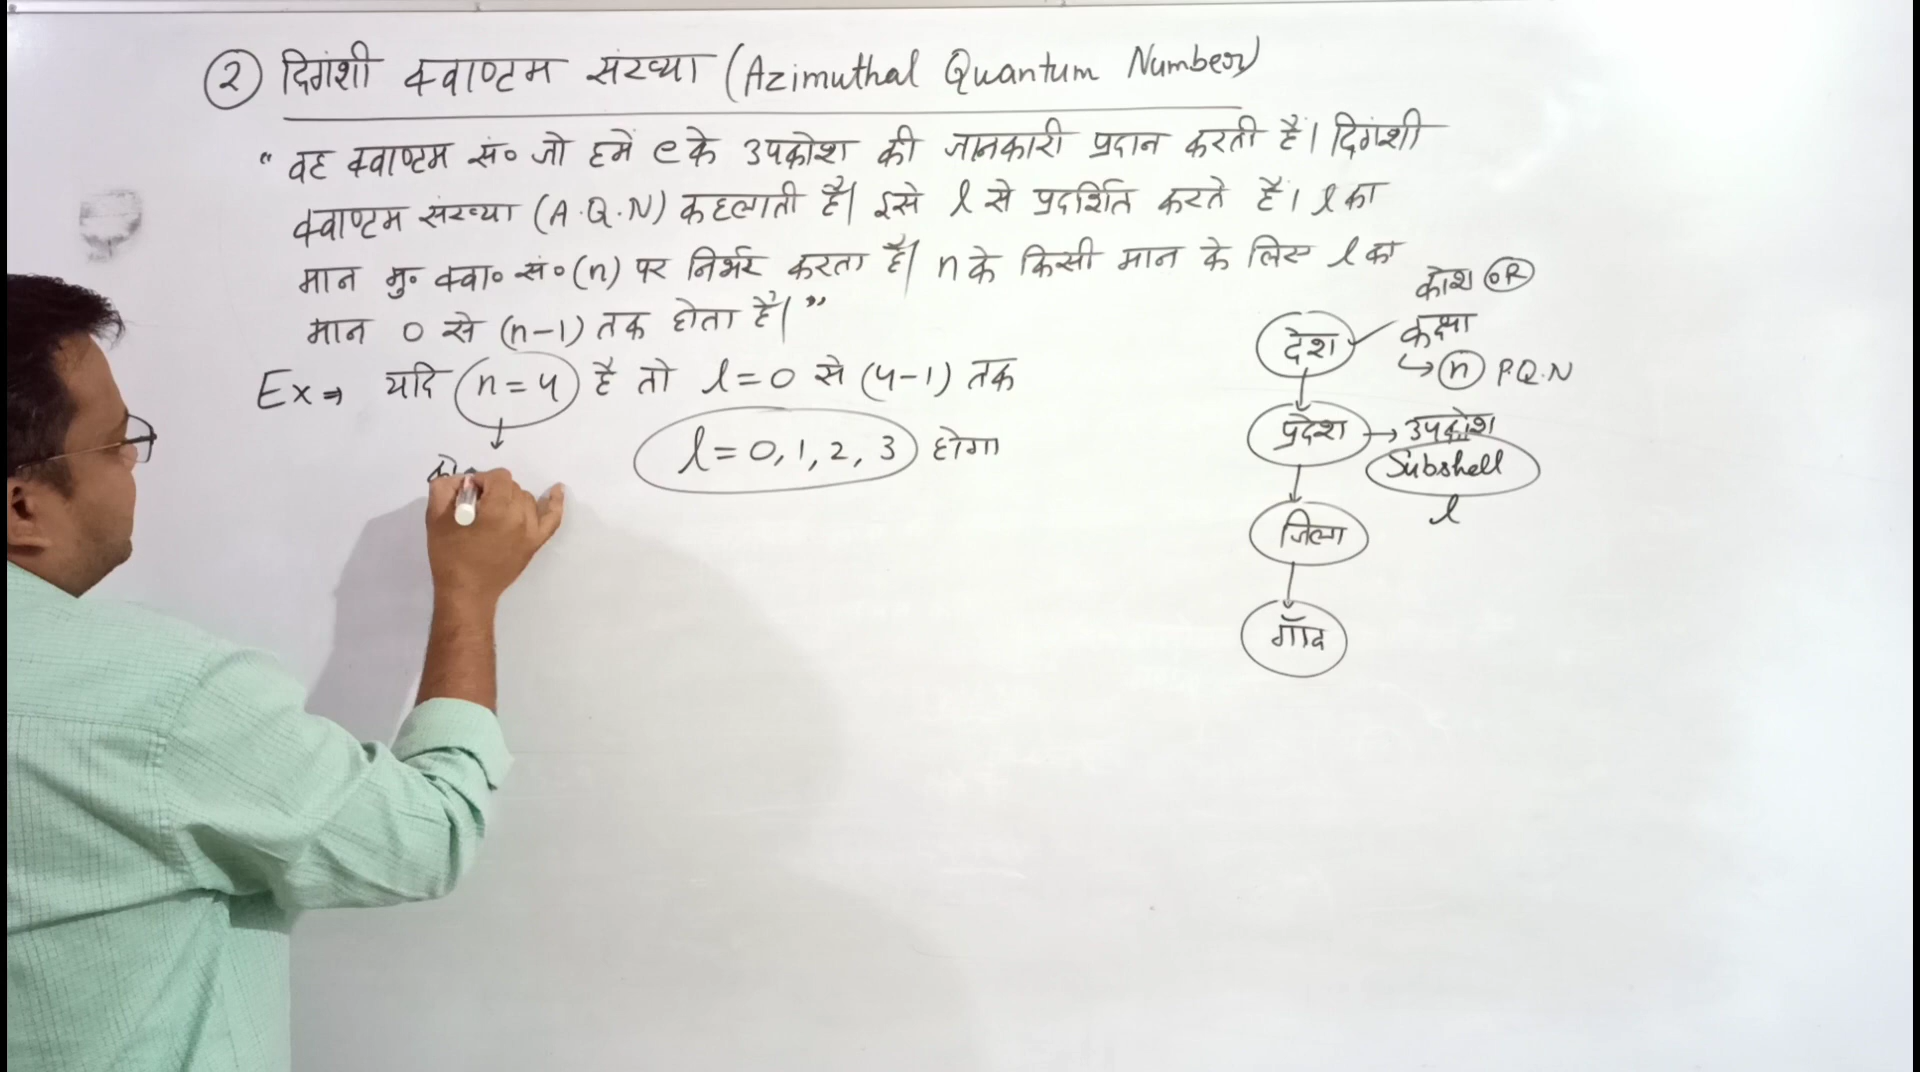 ② दिगंशी क्वाण्टम संख्या (Azimuthal Quantum Number)
“ वह क्वाण्टम सं० जो हमें e के उपकोश की जानकारी प्रदान करती है। दिगंशी
क्वाण्टम संख्या (A.Q.N) कहलाती है। इसे l से प्रदर्शित करते हैं। l का
मान मु० क्वा० सं० (n) पर निर्भर करता है। n के किसी मान के लिए l का
मान 0 से (n-1) तक होता है। ”
Ex ⇒ यदि n=4 है तो l=0 से (4-1) तक
↓
l=0, 1, 2, 3 होगा
कोश OR
देश
कक्षा
↳ n P.Q.N
↓
प्रदेश → उपकोश
Subshell
l
↓
जिला
↓
गाँव